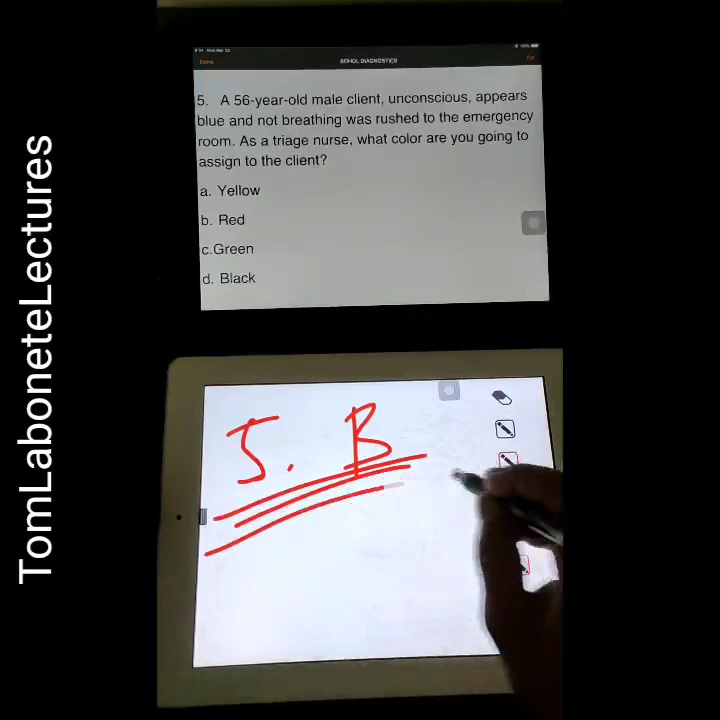 TomLaboneteLectures
Done
BOHOL DIAGNOSTICS
5. A 56-year-old male client, unconscious, appears
blue and not breathing was rushed to the emergency
room. As a triage nurse, what color are you going to
assign to the client?
a. Yellow
b. Red
c.Green
d. Black
5. B